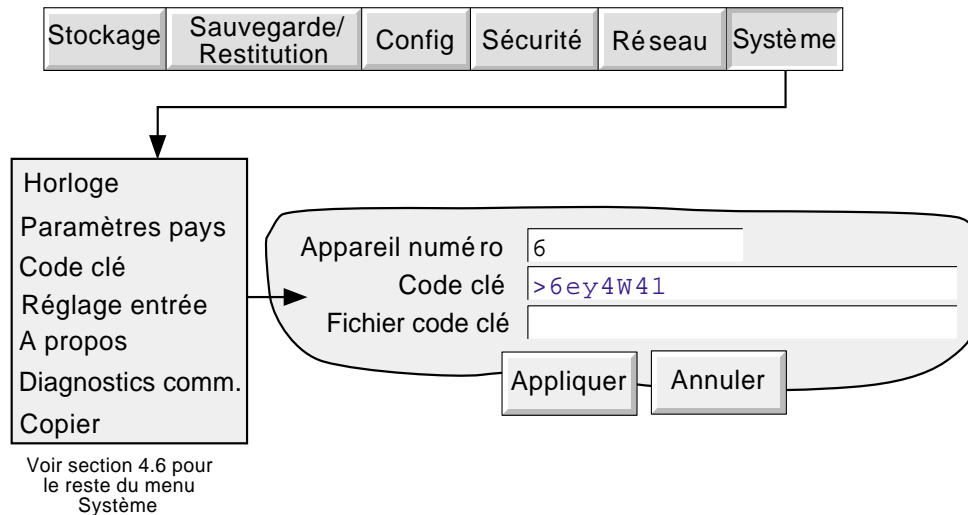 Stockage
Sauvegarde/
Restitution
Config
Sécurité
Réseau
Système
Horloge
Paramètres pays
Code clé
Réglage entrée
A propos
Diagnostics comm.
Copier
Voir section 4.6 pour
le reste du menu
Système
Appareil numéro 6
Code clé >6ey4W41
Fichier code clé
Appliquer
Annuler